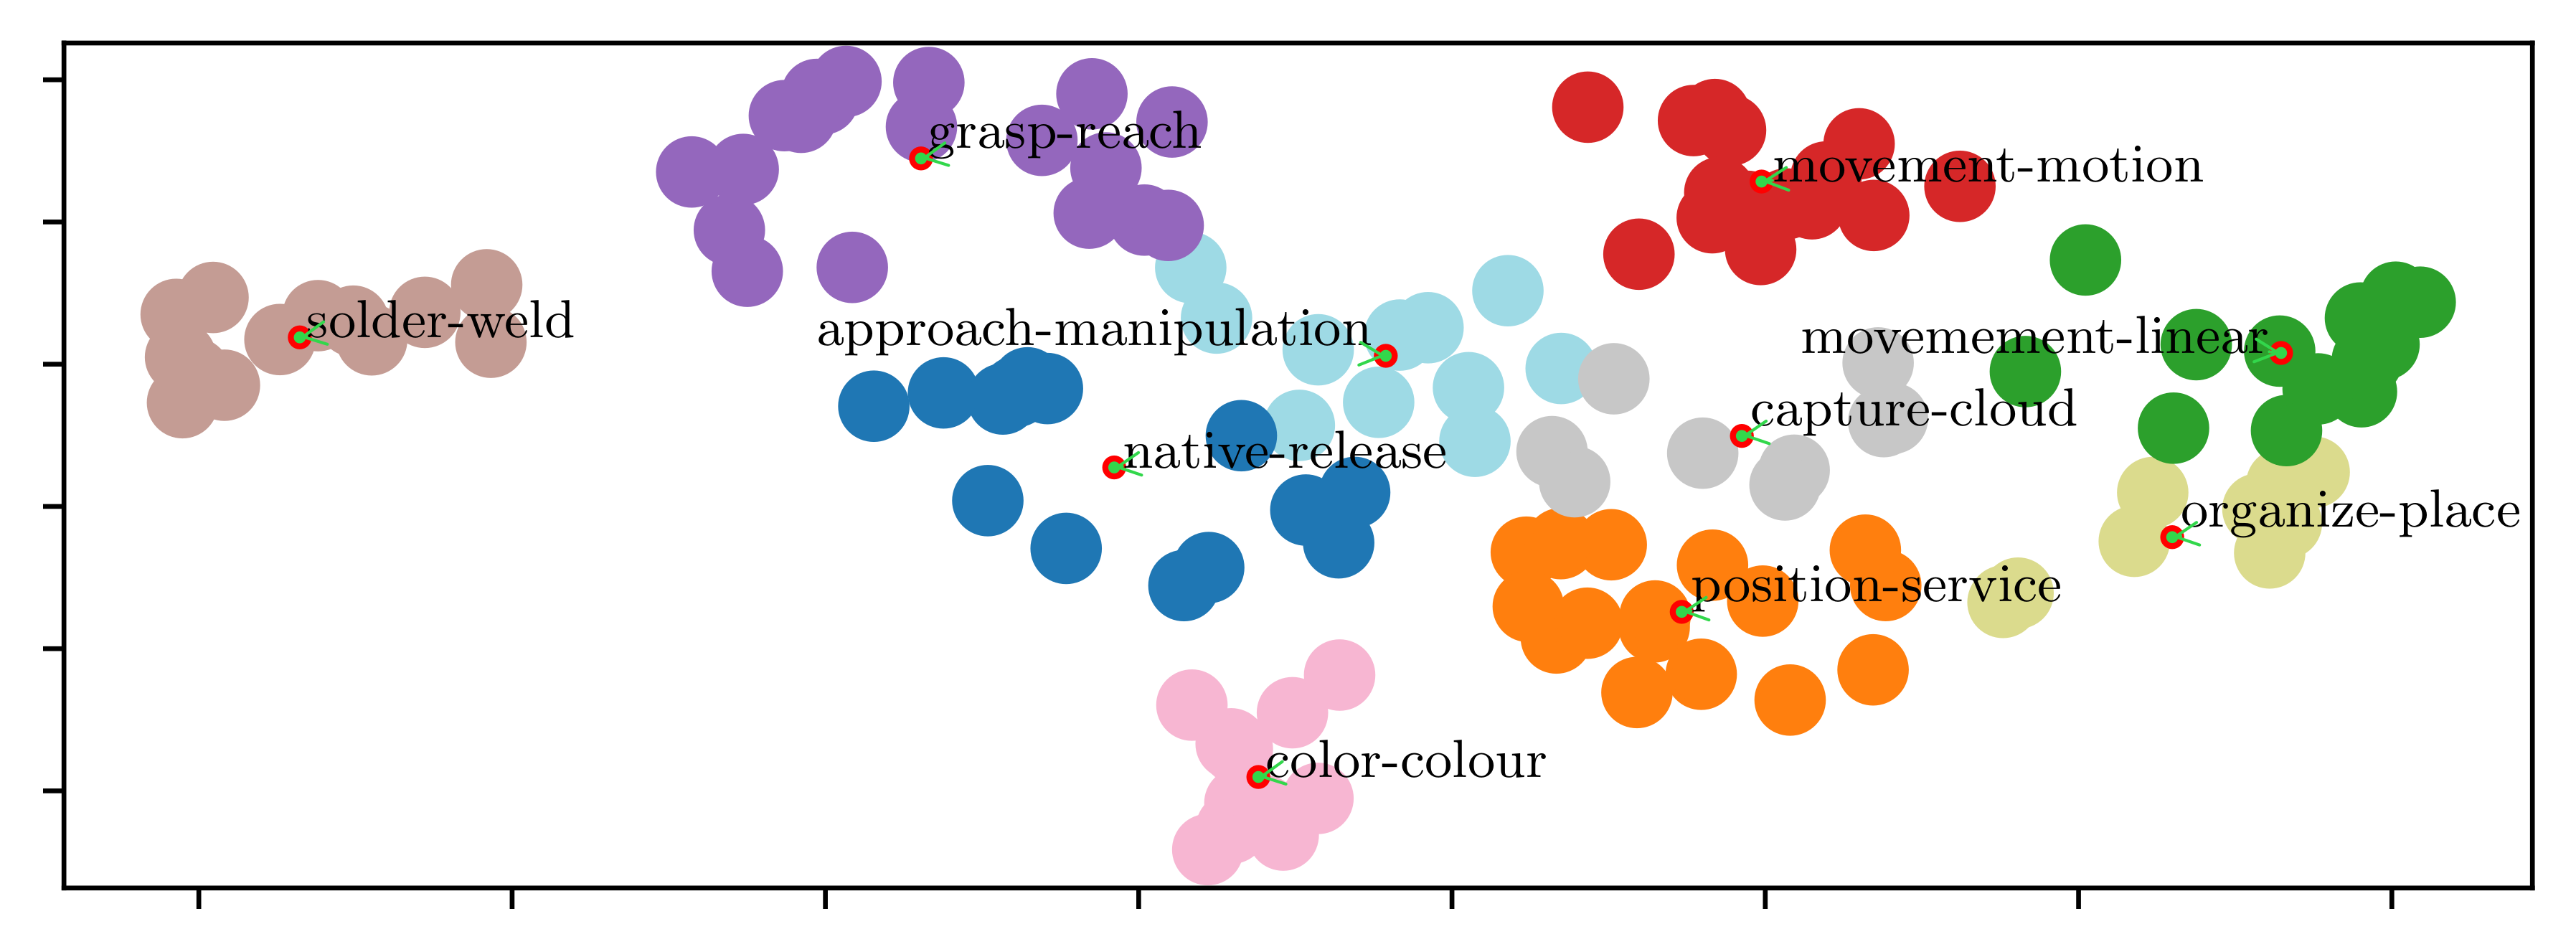 grasp-reach
movement-motion
solder-weld
approach-manipulation
movemement-linear
capture-cloud
native-release
organize-place
position-service
color-colour